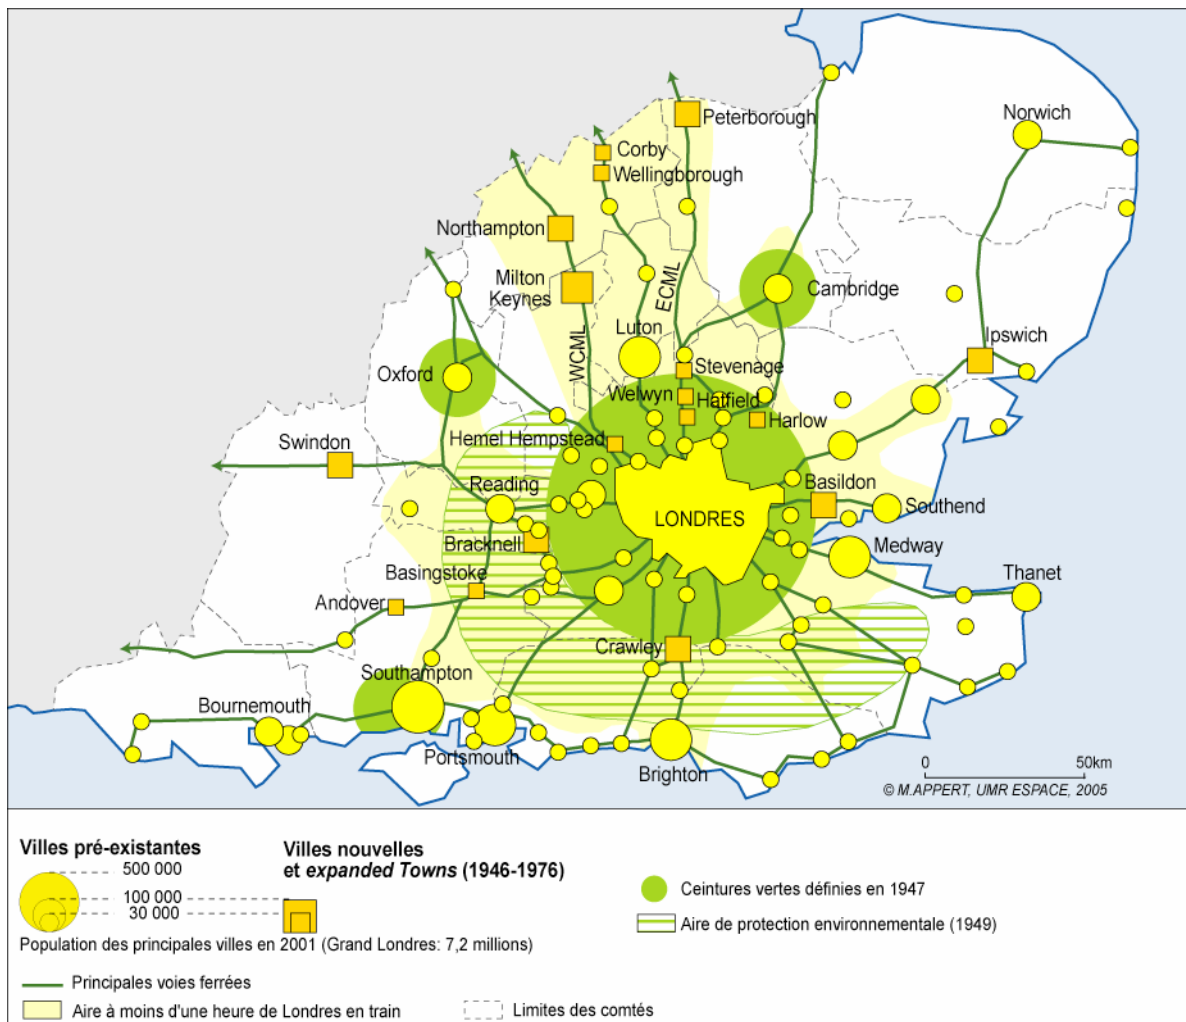 Peterborough
Norwich
Corby
Wellingborough
Northampton
Milton
Keynes
ECML
Cambridge
WCML
Luton
Ipswich
Oxford
Stevenage
Welwyn
Hatfield
Harlow
Hemel Hempstead
Swindon
Reading
Basildon
LONDRES
Southend
Bracknell
Medway
Basingstoke
Thanet
Andover
Crawley
Southampton
Bournemouth
Portsmouth
Brighton
0 50km
© M.APPERT, UMR ESPACE, 2005
Villes pré-existantes
500 000
100 000
30 000
Villes nouvelles
et expanded Towns (1946-1976)
Population des principales villes en 2001 (Grand Londres: 7,2 millions)
Ceintures vertes définies en 1947
Aire de protection environnementale (1949)
Principales voies ferrées
Aire à moins d'une heure de Londres en train
Limites des comtés